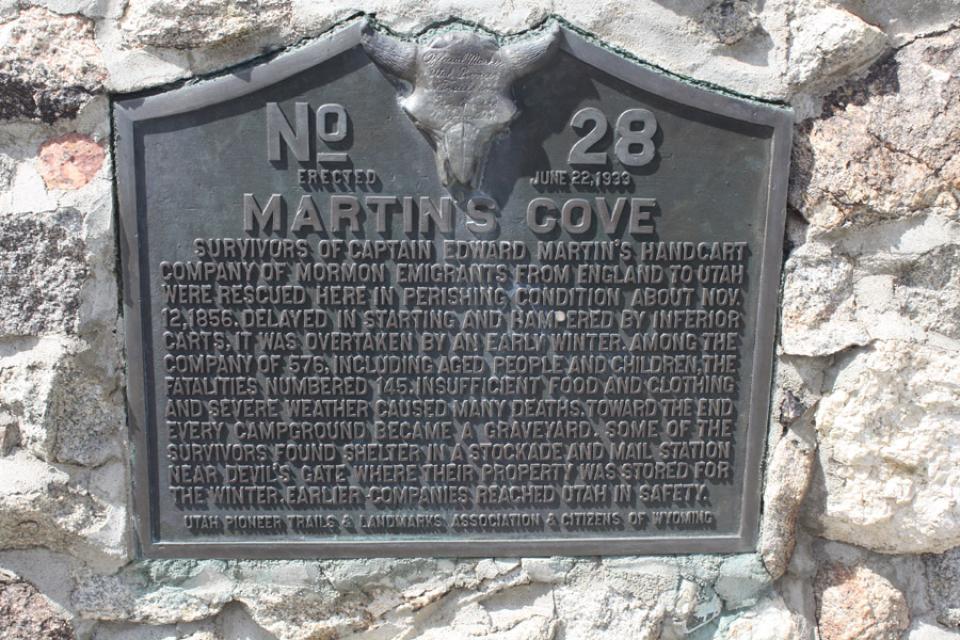 Official Marker
No 28
ERECTED JUNE 22, 1933
MARTIN'S COVE
SURVIVORS OF CAPTAIN EDWARD MARTIN'S HANDCART
COMPANY OF MORMON EMIGRANTS FROM ENGLAND TO UTAH
WERE RESCUED HERE IN PERISHING CONDITION ABOUT NOV.
12, 1856. DELAYED IN STARTING AND HAMPERED BY INFERIOR
CARTS, IT WAS OVERTAKEN BY AN EARLY WINTER. AMONG THE
COMPANY OF 576, INCLUDING AGED PEOPLE AND CHILDREN, THE
FATALITIES NUMBERED 145. INSUFFICIENT FOOD AND CLOTHING
AND SEVERE WEATHER CAUSED MANY DEATHS. TOWARD THE END
EVERY CAMPGROUND BECAME A GRAVEYARD. SOME OF THE
SURVIVORS FOUND SHELTER IN A STOCKADE AND MAIL STATION
NEAR DEVIL'S GATE WHERE THEIR PROPERTY WAS STORED FOR
THE WINTER. EARLIER COMPANIES REACHED UTAH IN SAFETY.
UTAH PIONEER TRAILS & LANDMARKS ASSOCIATION & CITIZENS OF WYOMING